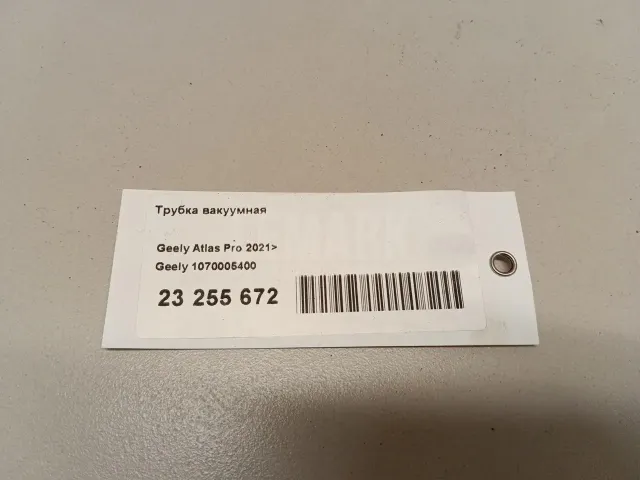 Трубка вакуумная
Geely Atlas Pro 2021>
Geely 1070005400
23 255 672